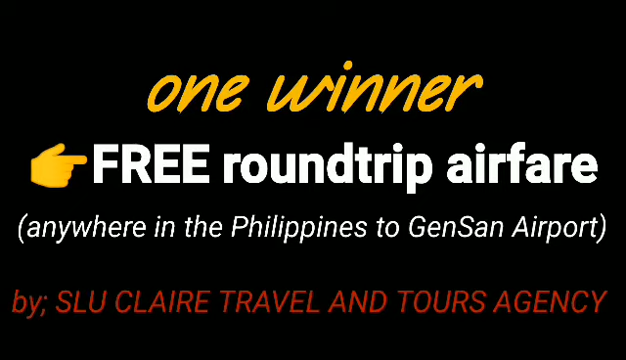 one winner
👉FREE roundtrip airfare
(anywhere in the Philippines to GenSan Airport)
by; SLU CLAIRE TRAVEL AND TOURS AGENCY